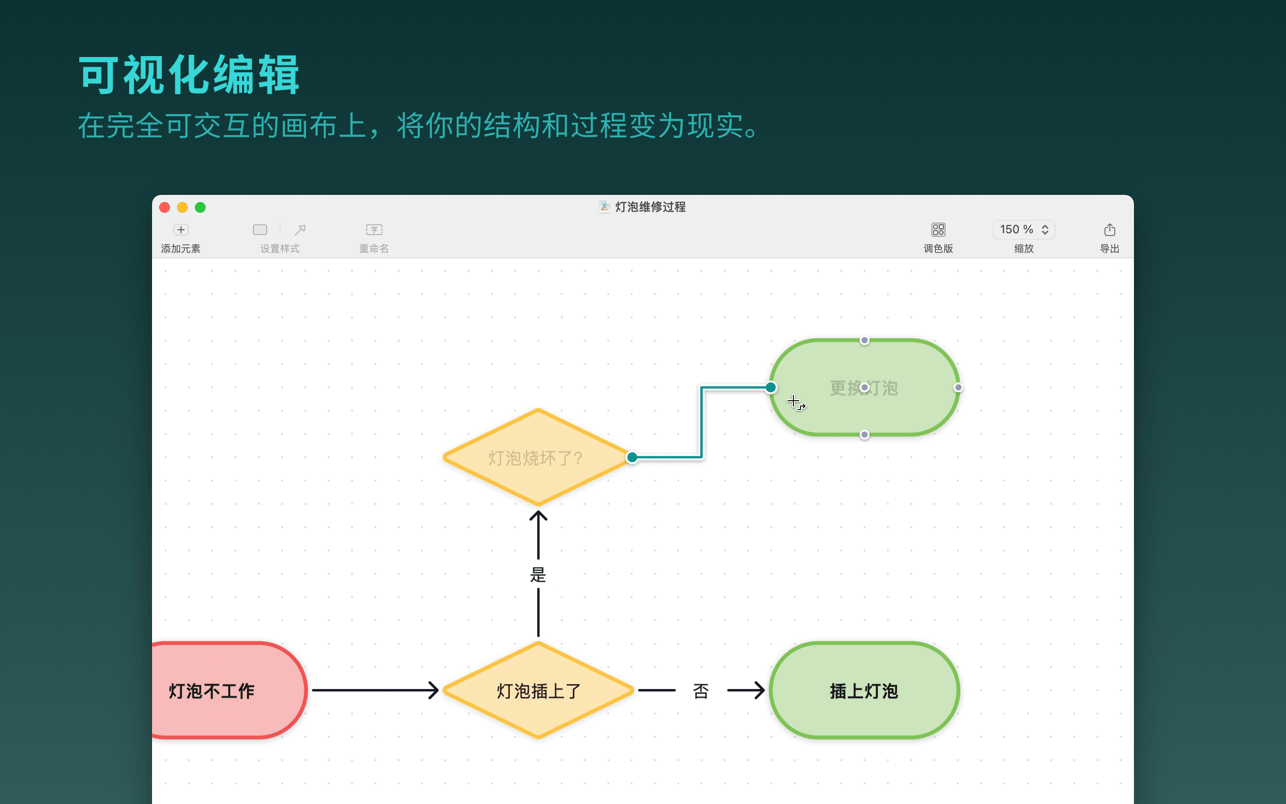 可视化编辑
在完全可交互的画布上，将你的结构和过程变为现实。
灯泡维修过程
150 %
添加元素
设置样式
重命名
调色版
缩放
导出
更换灯泡
灯泡烧坏了?
是
灯泡不工作
灯泡插上了
否
插上灯泡